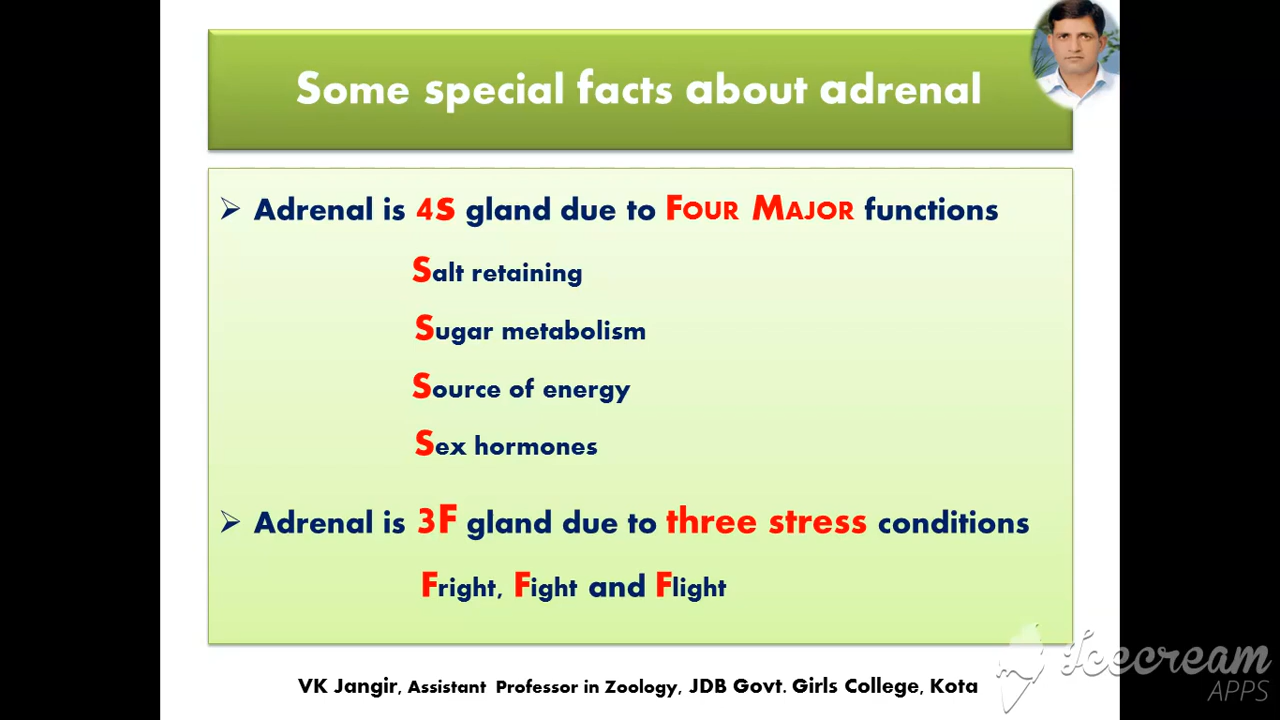 Some special facts about adrenal
Adrenal is 4S gland due to FOUR MAJOR functions
Salt retaining
Sugar metabolism
Source of energy
Sex hormones
Adrenal is 3F gland due to three stress conditions
Fright, Fight and Flight
VK Jangir, Assistant Professor in Zoology, JDB Govt. Girls College, Kota
Icecream
APPS